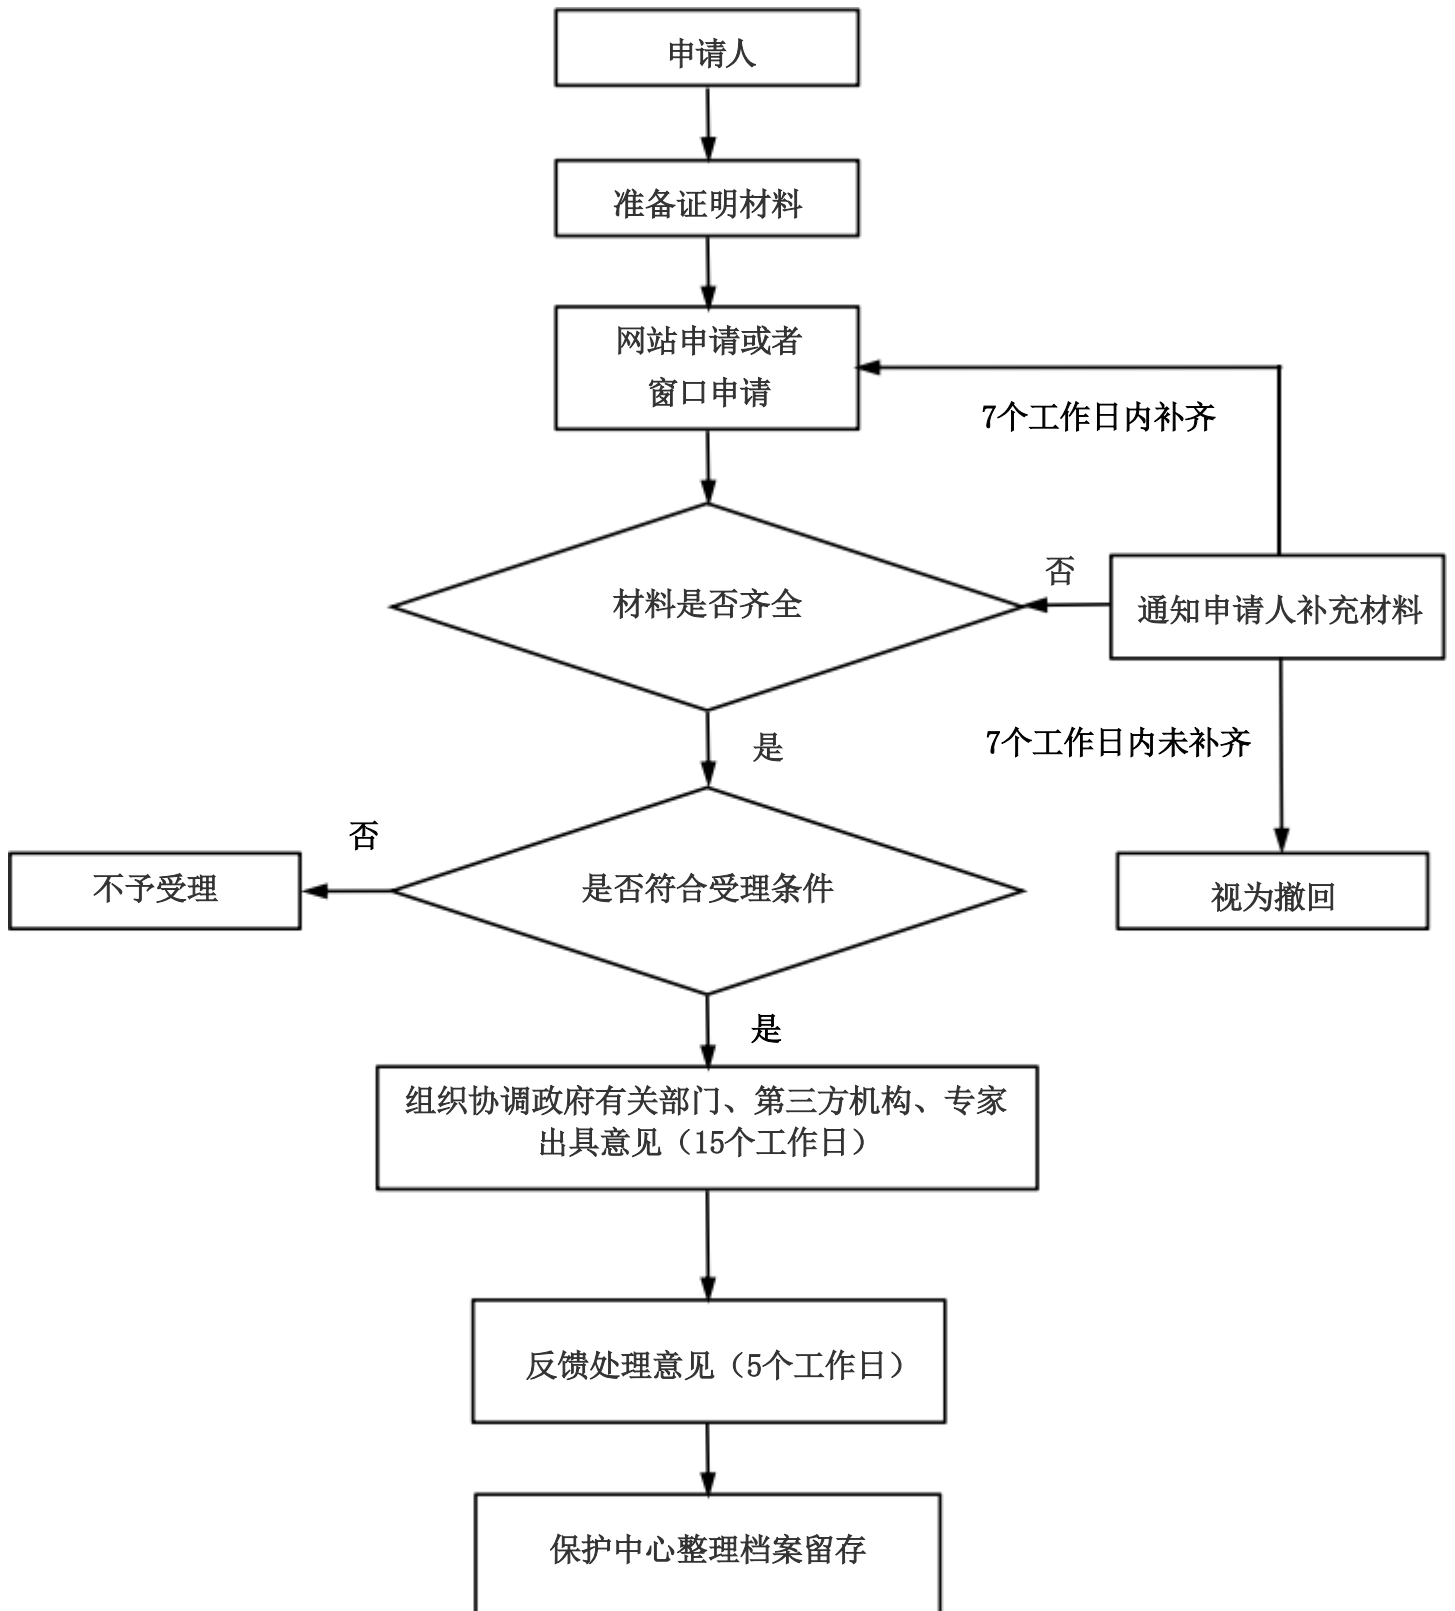 申请人
准备证明材料
网站申请或者
窗口申请
7个工作日内补齐
材料是否齐全
否
通知申请人补充材料
是
7个工作日内未补齐
否
不予受理
是否符合受理条件
视为撤回
是
组织协调政府有关部门、第三方机构、专家
出具意见（15个工作日）
反馈处理意见（5个工作日）
保护中心整理档案留存